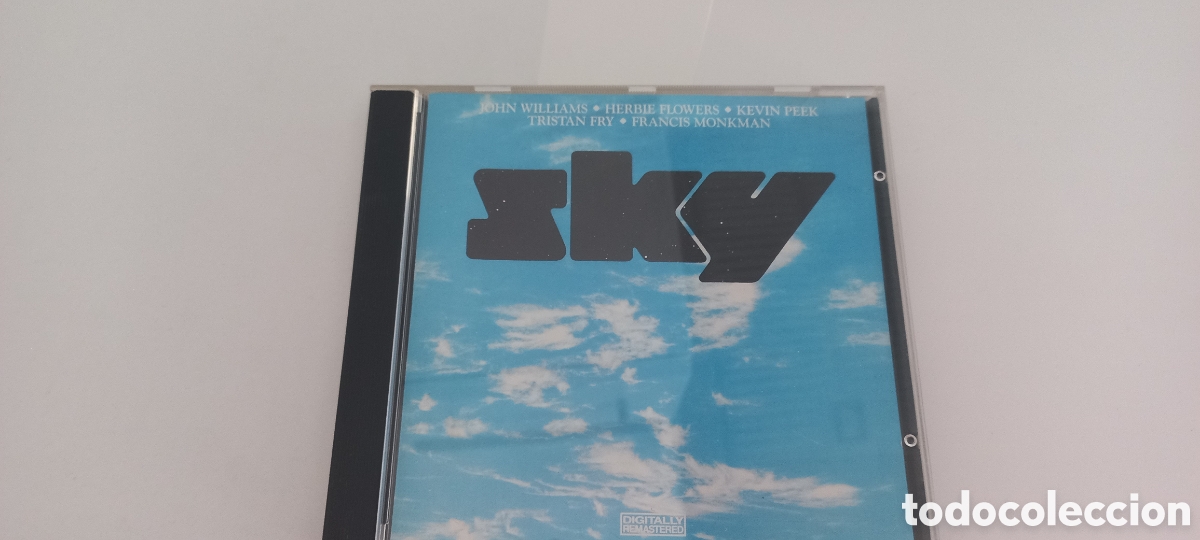 JOHN WILLIAMS • HERBIE FLOWERS • KEVIN PEEK
TRISTAN FRY • FRANCIS MONKMAN
sky
DIGITALLY
REMASTERED
todocoleccion